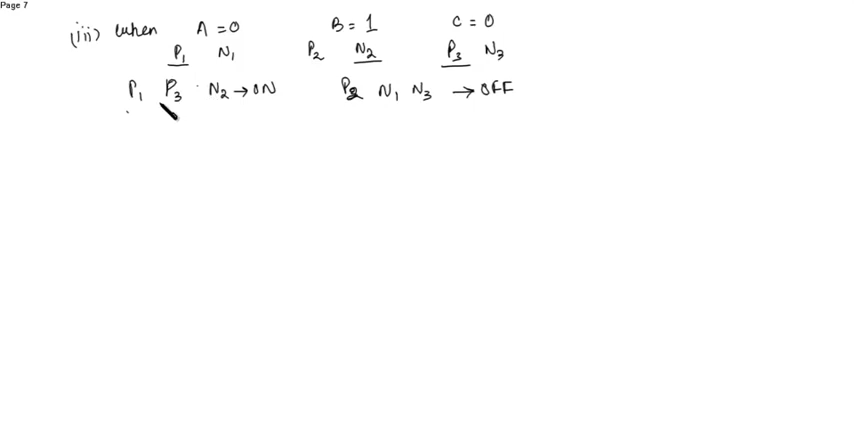 Page 7
(iii) when A = 0 B = 1 C = 0
P1 N1 P2 N2 P3 N3
P1 P3 N2 → ON P2 N1 N3 → OFF